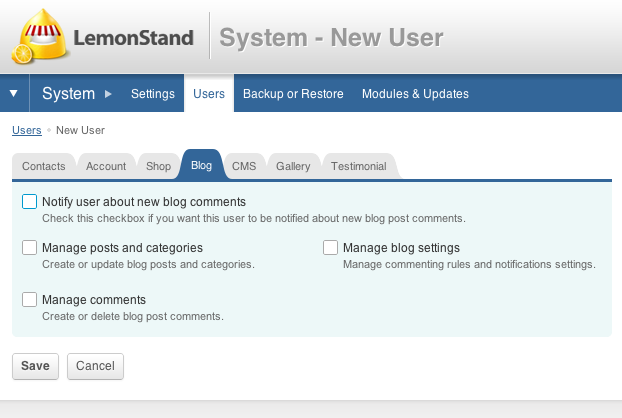 LemonStand
System - New User
System Settings Users Backup or Restore Modules & Updates
Users • New User
Contacts Account Shop Blog CMS Gallery Testimonial
Notify user about new blog comments
Check this checkbox if you want this user to be notified about new blog post comments.
Manage posts and categories Manage blog settings
Create or update blog posts and categories. Manage commenting rules and notifications settings.
Manage comments
Create or delete blog post comments.
Save Cancel